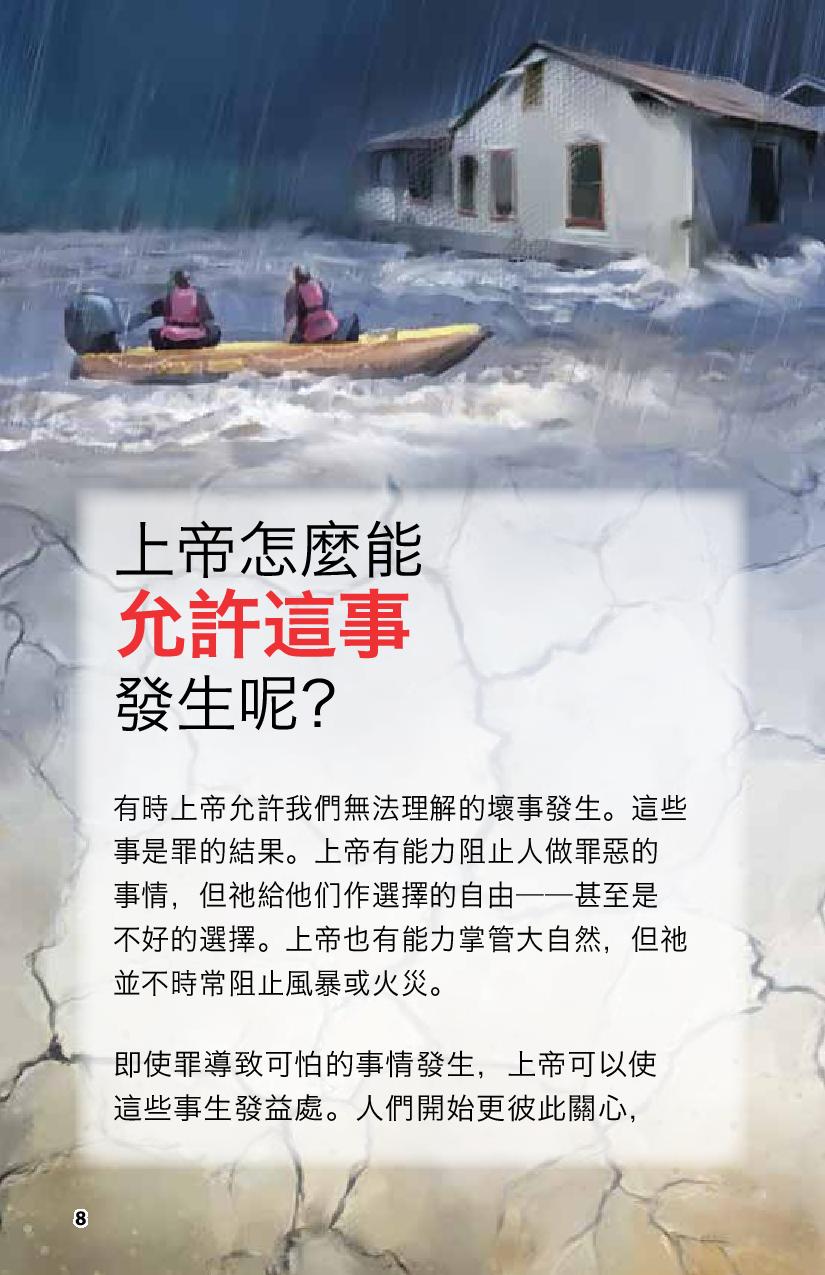 上帝怎麼能
允許這事
發生呢？
有時上帝允許我們無法理解的壞事發生。這些
事是罪的結果。上帝有能力阻止人做罪惡的
事情，但祂給他们作選擇的自由——甚至是
不好的選擇。上帝也有能力掌管大自然，但祂
並不時常阻止風暴或火災。
即使罪導致可怕的事情發生，上帝可以使
這些事生發益處。人們開始更彼此關心，
8